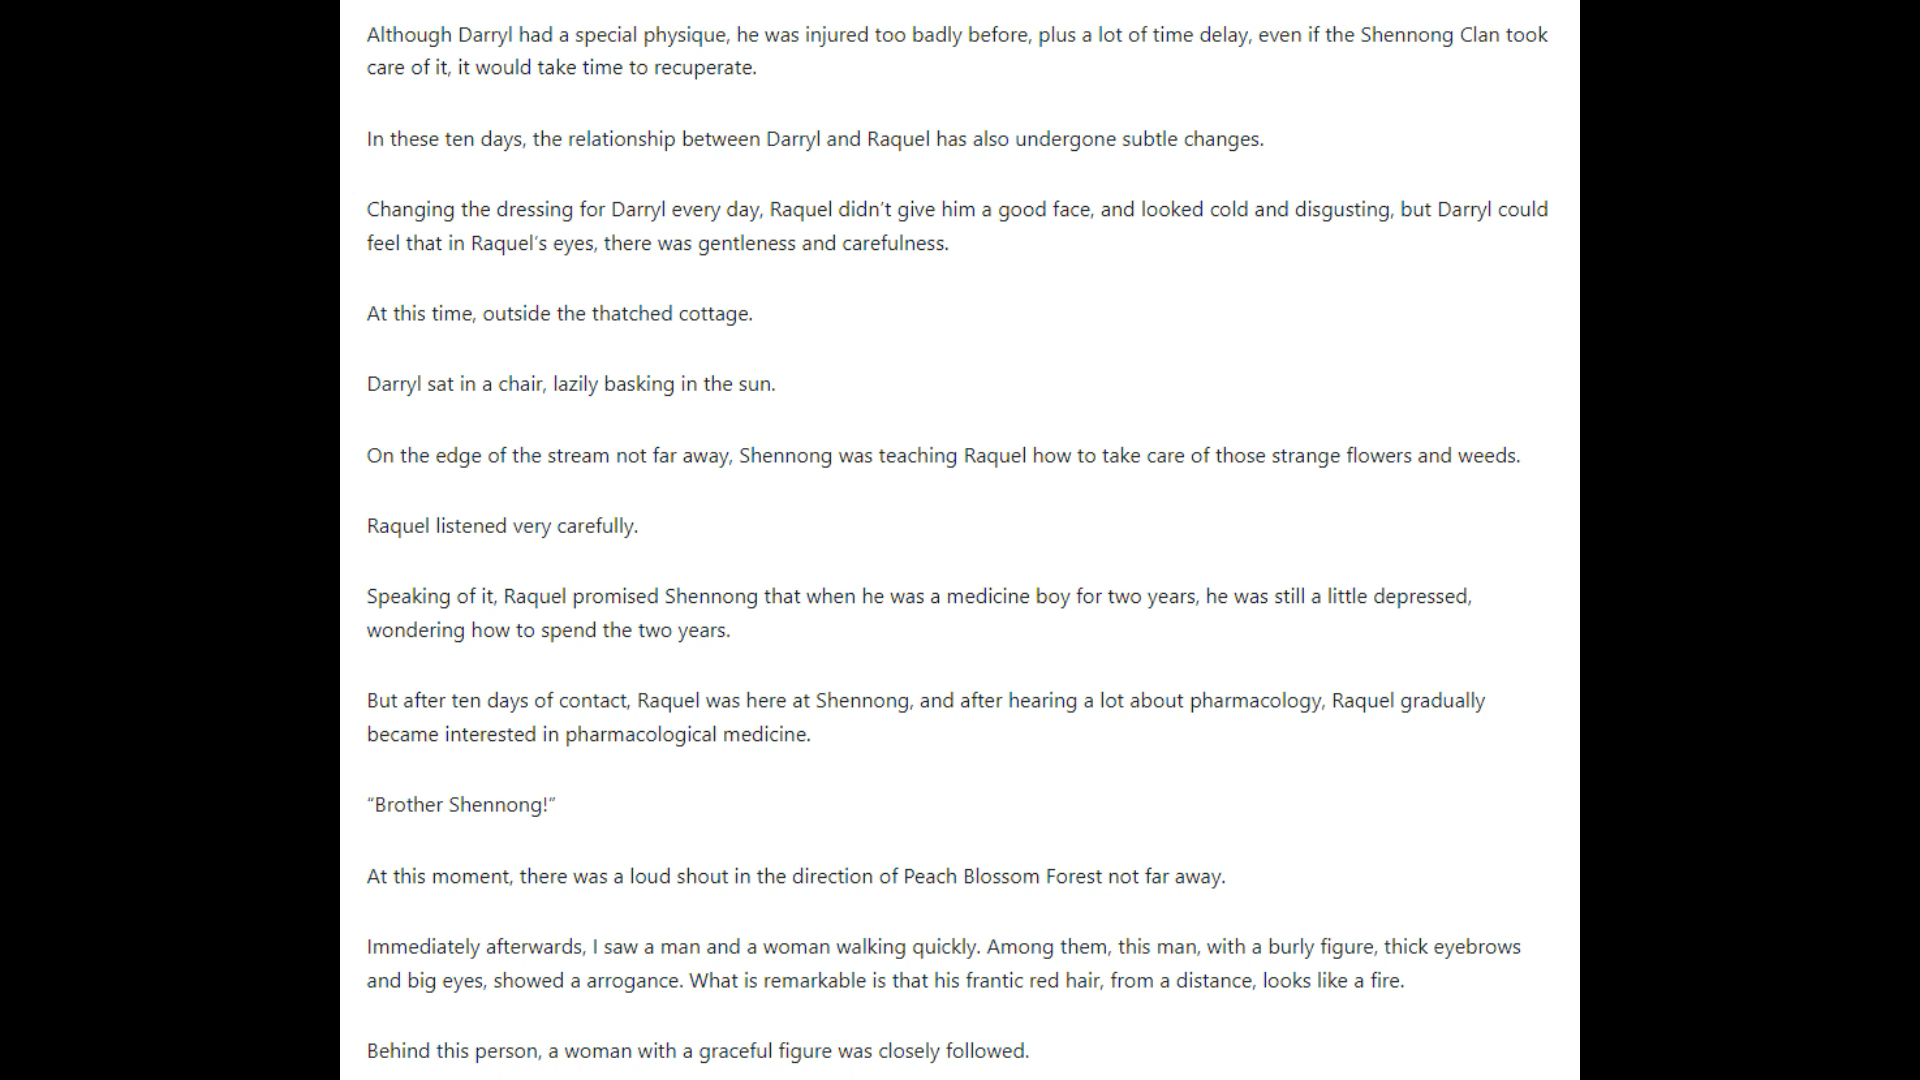 Although Darryl had a special physique, he was injured too badly before, plus a lot of time delay, even if the Shennong Clan took
care of it, it would take time to recuperate.
In these ten days, the relationship between Darryl and Raquel has also undergone subtle changes.
Changing the dressing for Darryl every day, Raquel didn’t give him a good face, and looked cold and disgusting, but Darryl could
feel that in Raquel’s eyes, there was gentleness and carefulness.
At this time, outside the thatched cottage.
Darryl sat in a chair, lazily basking in the sun.
On the edge of the stream not far away, Shennong was teaching Raquel how to take care of those strange flowers and weeds.
Raquel listened very carefully.
Speaking of it, Raquel promised Shennong that when he was a medicine boy for two years, he was still a little depressed,
wondering how to spend the two years.
But after ten days of contact, Raquel was here at Shennong, and after hearing a lot about pharmacology, Raquel gradually
became interested in pharmacological medicine.
“Brother Shennong!”
At this moment, there was a loud shout in the direction of Peach Blossom Forest not far away.
Immediately afterwards, I saw a man and a woman walking quickly. Among them, this man, with a burly figure, thick eyebrows
and big eyes, showed a arrogance. What is remarkable is that his frantic red hair, from a distance, looks like a fire.
Behind this person, a woman with a graceful figure was closely followed.